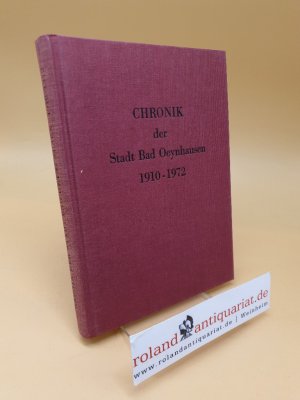 CHRONIK
der
Stadt Bad Oeynhausen
1910-1972
roland antiquariat.de
www.rolandantiquariat.de | Weinheim